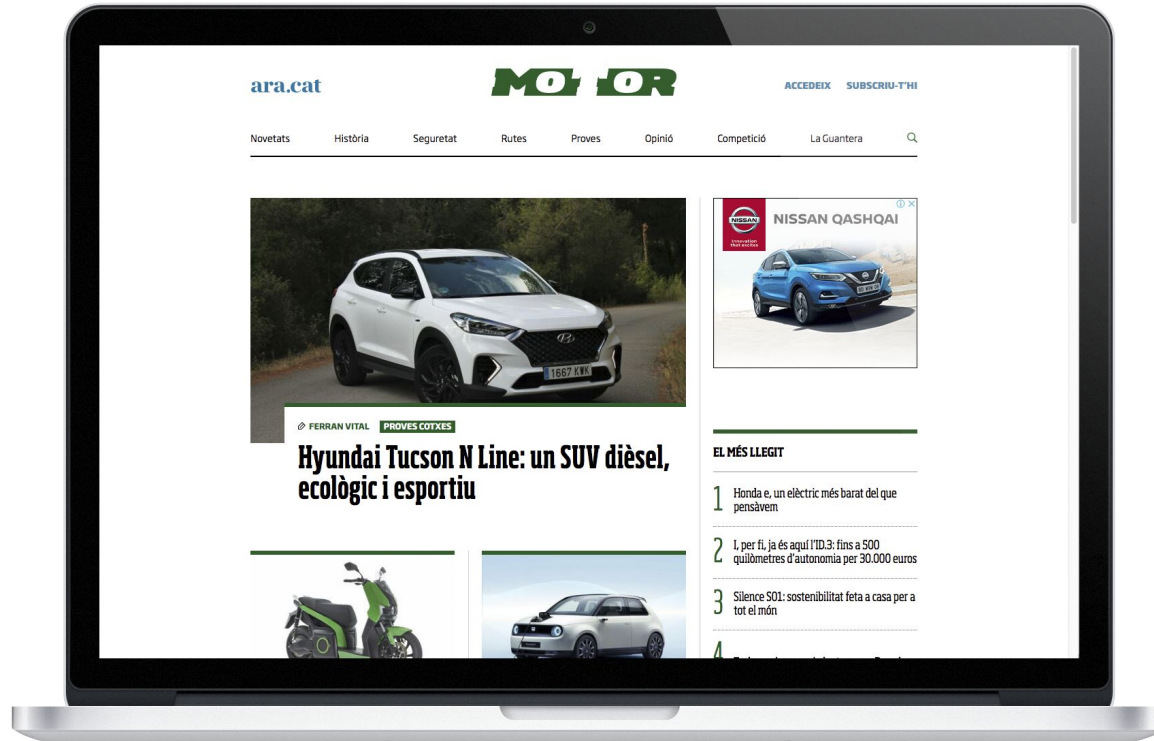 ara.cat
MOTOR
ACCEDEIX SUBSCRIU-T'HI
Novetats Història Seguretat Rutes Proves Opinió Competició La Guantera
NISSAN
Innovation
that excites
NISSAN QASHQAI
1667 KWK
FERRAN VITAL PROVES COTXES
Hyundai Tucson N Line: un SUV dièsel,
ecològic i esportiu
EL MÉS LLEGIT
1 Honda e, un elèctric més barat del que
pensàvem
2 I, per fi, ja és aquí l'ID.3: fins a 500
quilòmetres d'autonomia per 30.000 euros
3 Silence S01: sostenibilitat feta a casa per a
tot el món
4